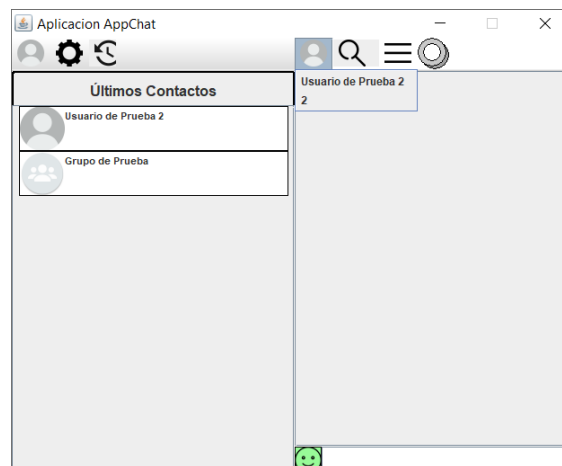 Aplicacion AppChat
Últimos Contactos
Usuario de Prueba 2
Grupo de Prueba
Usuario de Prueba 2
2